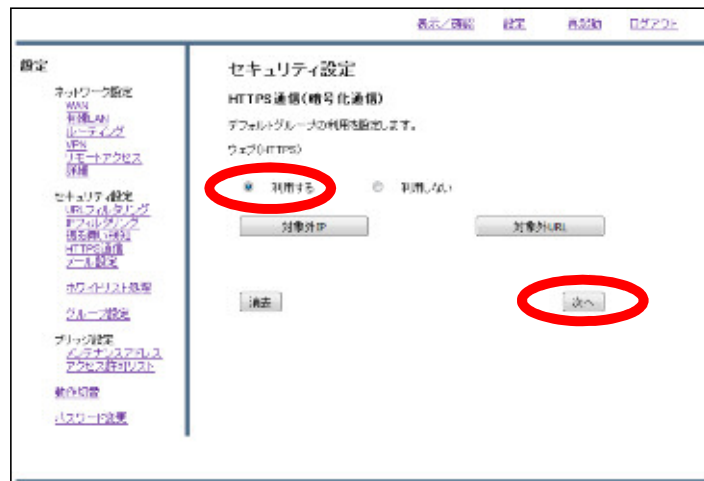 表示／確認 設定 再起動 ログアウト
設定
ネットワーク設定
WAN
有線LAN
ルーティング
VPN
リモートアクセス
詳細
セキュリティ設定
URLフィルタリング
IPフィルタリング
振る舞い検知
HTTPS通信
メール設定
ホワイトリスト処理
グループ設定
ブリッジ設定
メンテナンスアドレス
アクセス許可リスト
動作切替
パスワード変更
セキュリティ設定
HTTPS通信(暗号化通信)
デフォルトグループの利用を設定します。
ウェブ(HTTPS)
利用する 利用しない
対象外IP 対象外URL
消去 次へ